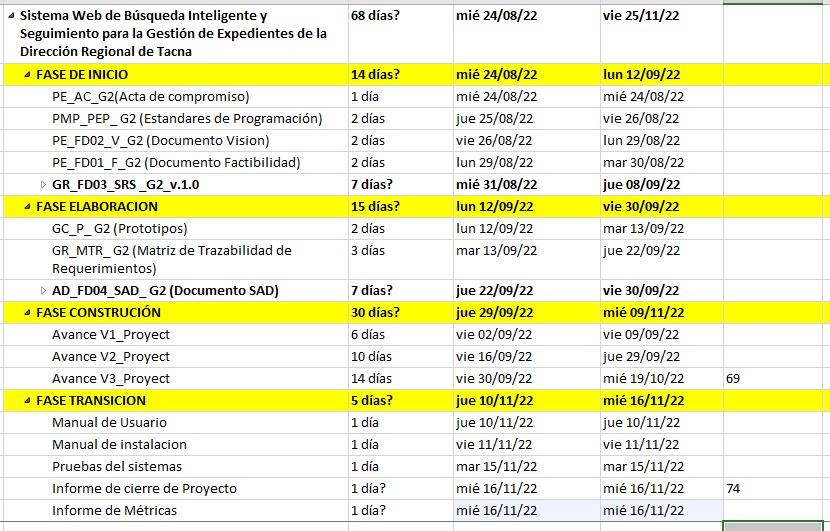 Sistema Web de Búsqueda Inteligente y 68 días? mié 24/08/22 vie 25/11/22
Seguimiento para la Gestión de Expedientes de la
Dirección Regional de Tacna
FASE DE INICIO 14 días? mié 24/08/22 lun 12/09/22
PE_AC_G2(Acta de compromiso) 1 día mié 24/08/22 mié 24/08/22
PMP_PEP_ G2 (Estandares de Programación) 2 días jue 25/08/22 vie 26/08/22
PE_FD02_V_G2 (Documento Vision) 2 días vie 26/08/22 lun 29/08/22
PE_FD01_F_G2 (Documento Factibilidad) 2 días lun 29/08/22 mar 30/08/22
GR_FD03_SRS _G2_v.1.0 7 días? mié 31/08/22 jue 08/09/22
FASE ELABORACION 15 días? lun 12/09/22 vie 30/09/22
GC_P_ G2 (Prototipos) 2 días lun 12/09/22 mar 13/09/22
GR_MTR_ G2 (Matriz de Trazabilidad de 3 días mar 13/09/22 jue 22/09/22
Requerimientos)
AD_FD04_SAD_ G2 (Documento SAD) 7 días? jue 22/09/22 vie 30/09/22
FASE CONSTRUCIÓN 30 días? jue 29/09/22 mié 09/11/22
Avance V1_Proyect 6 días vie 02/09/22 vie 09/09/22
Avance V2_Proyect 10 días vie 16/09/22 jue 29/09/22
Avance V3_Proyect 14 días vie 30/09/22 mié 19/10/22 69
FASE TRANSICION 5 días? jue 10/11/22 mié 16/11/22
Manual de Usuario 1 día jue 10/11/22 jue 10/11/22
Manual de instalacion 1 día vie 11/11/22 vie 11/11/22
Pruebas del sistemas 1 día mar 15/11/22 mar 15/11/22
Informe de cierre de Proyecto 1 día? mié 16/11/22 mié 16/11/22 74
Informe de Métricas 1 día? mié 16/11/22 mié 16/11/22